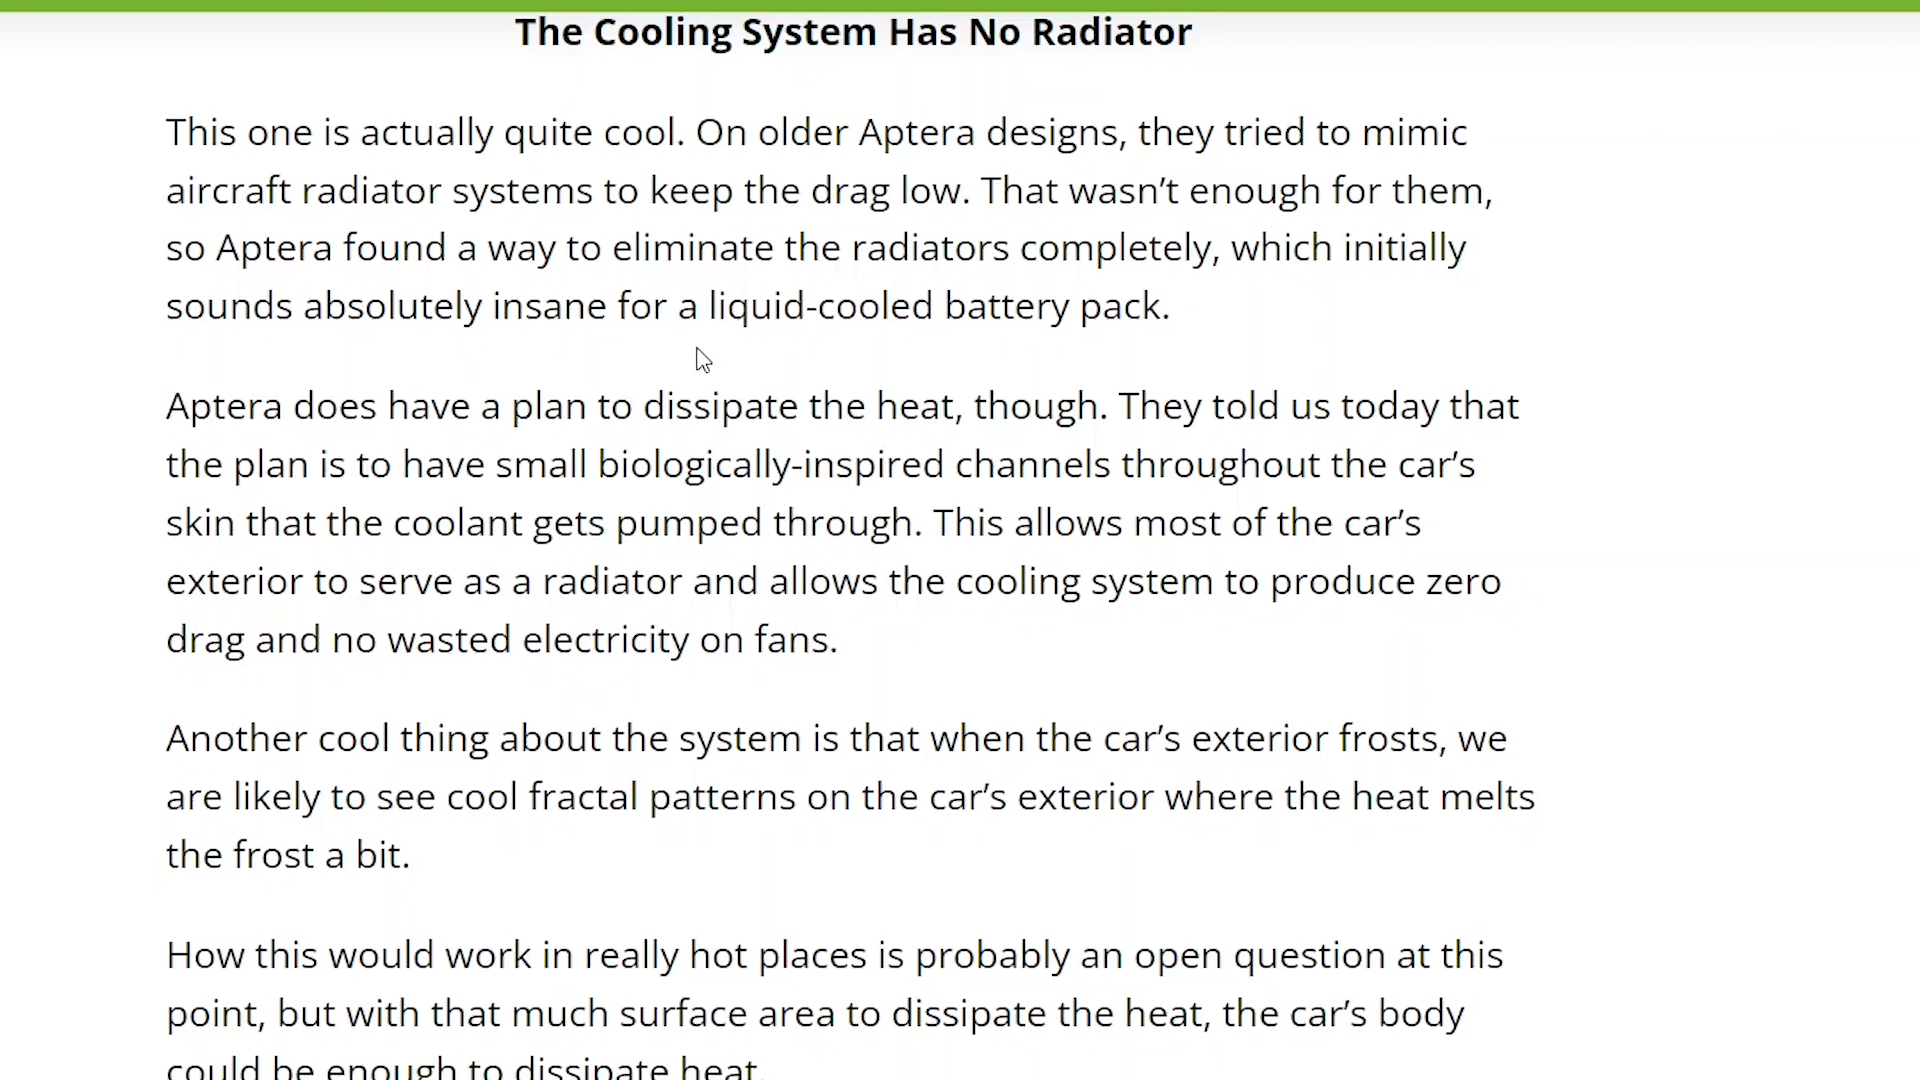 The Cooling System Has No Radiator
This one is actually quite cool. On older Aptera designs, they tried to mimic
aircraft radiator systems to keep the drag low. That wasn’t enough for them,
so Aptera found a way to eliminate the radiators completely, which initially
sounds absolutely insane for a liquid-cooled battery pack.
Aptera does have a plan to dissipate the heat, though. They told us today that
the plan is to have small biologically-inspired channels throughout the car’s
skin that the coolant gets pumped through. This allows most of the car’s
exterior to serve as a radiator and allows the cooling system to produce zero
drag and no wasted electricity on fans.
Another cool thing about the system is that when the car’s exterior frosts, we
are likely to see cool fractal patterns on the car’s exterior where the heat melts
the frost a bit.
How this would work in really hot places is probably an open question at this
point, but with that much surface area to dissipate the heat, the car’s body
could be enough to dissipate heat.